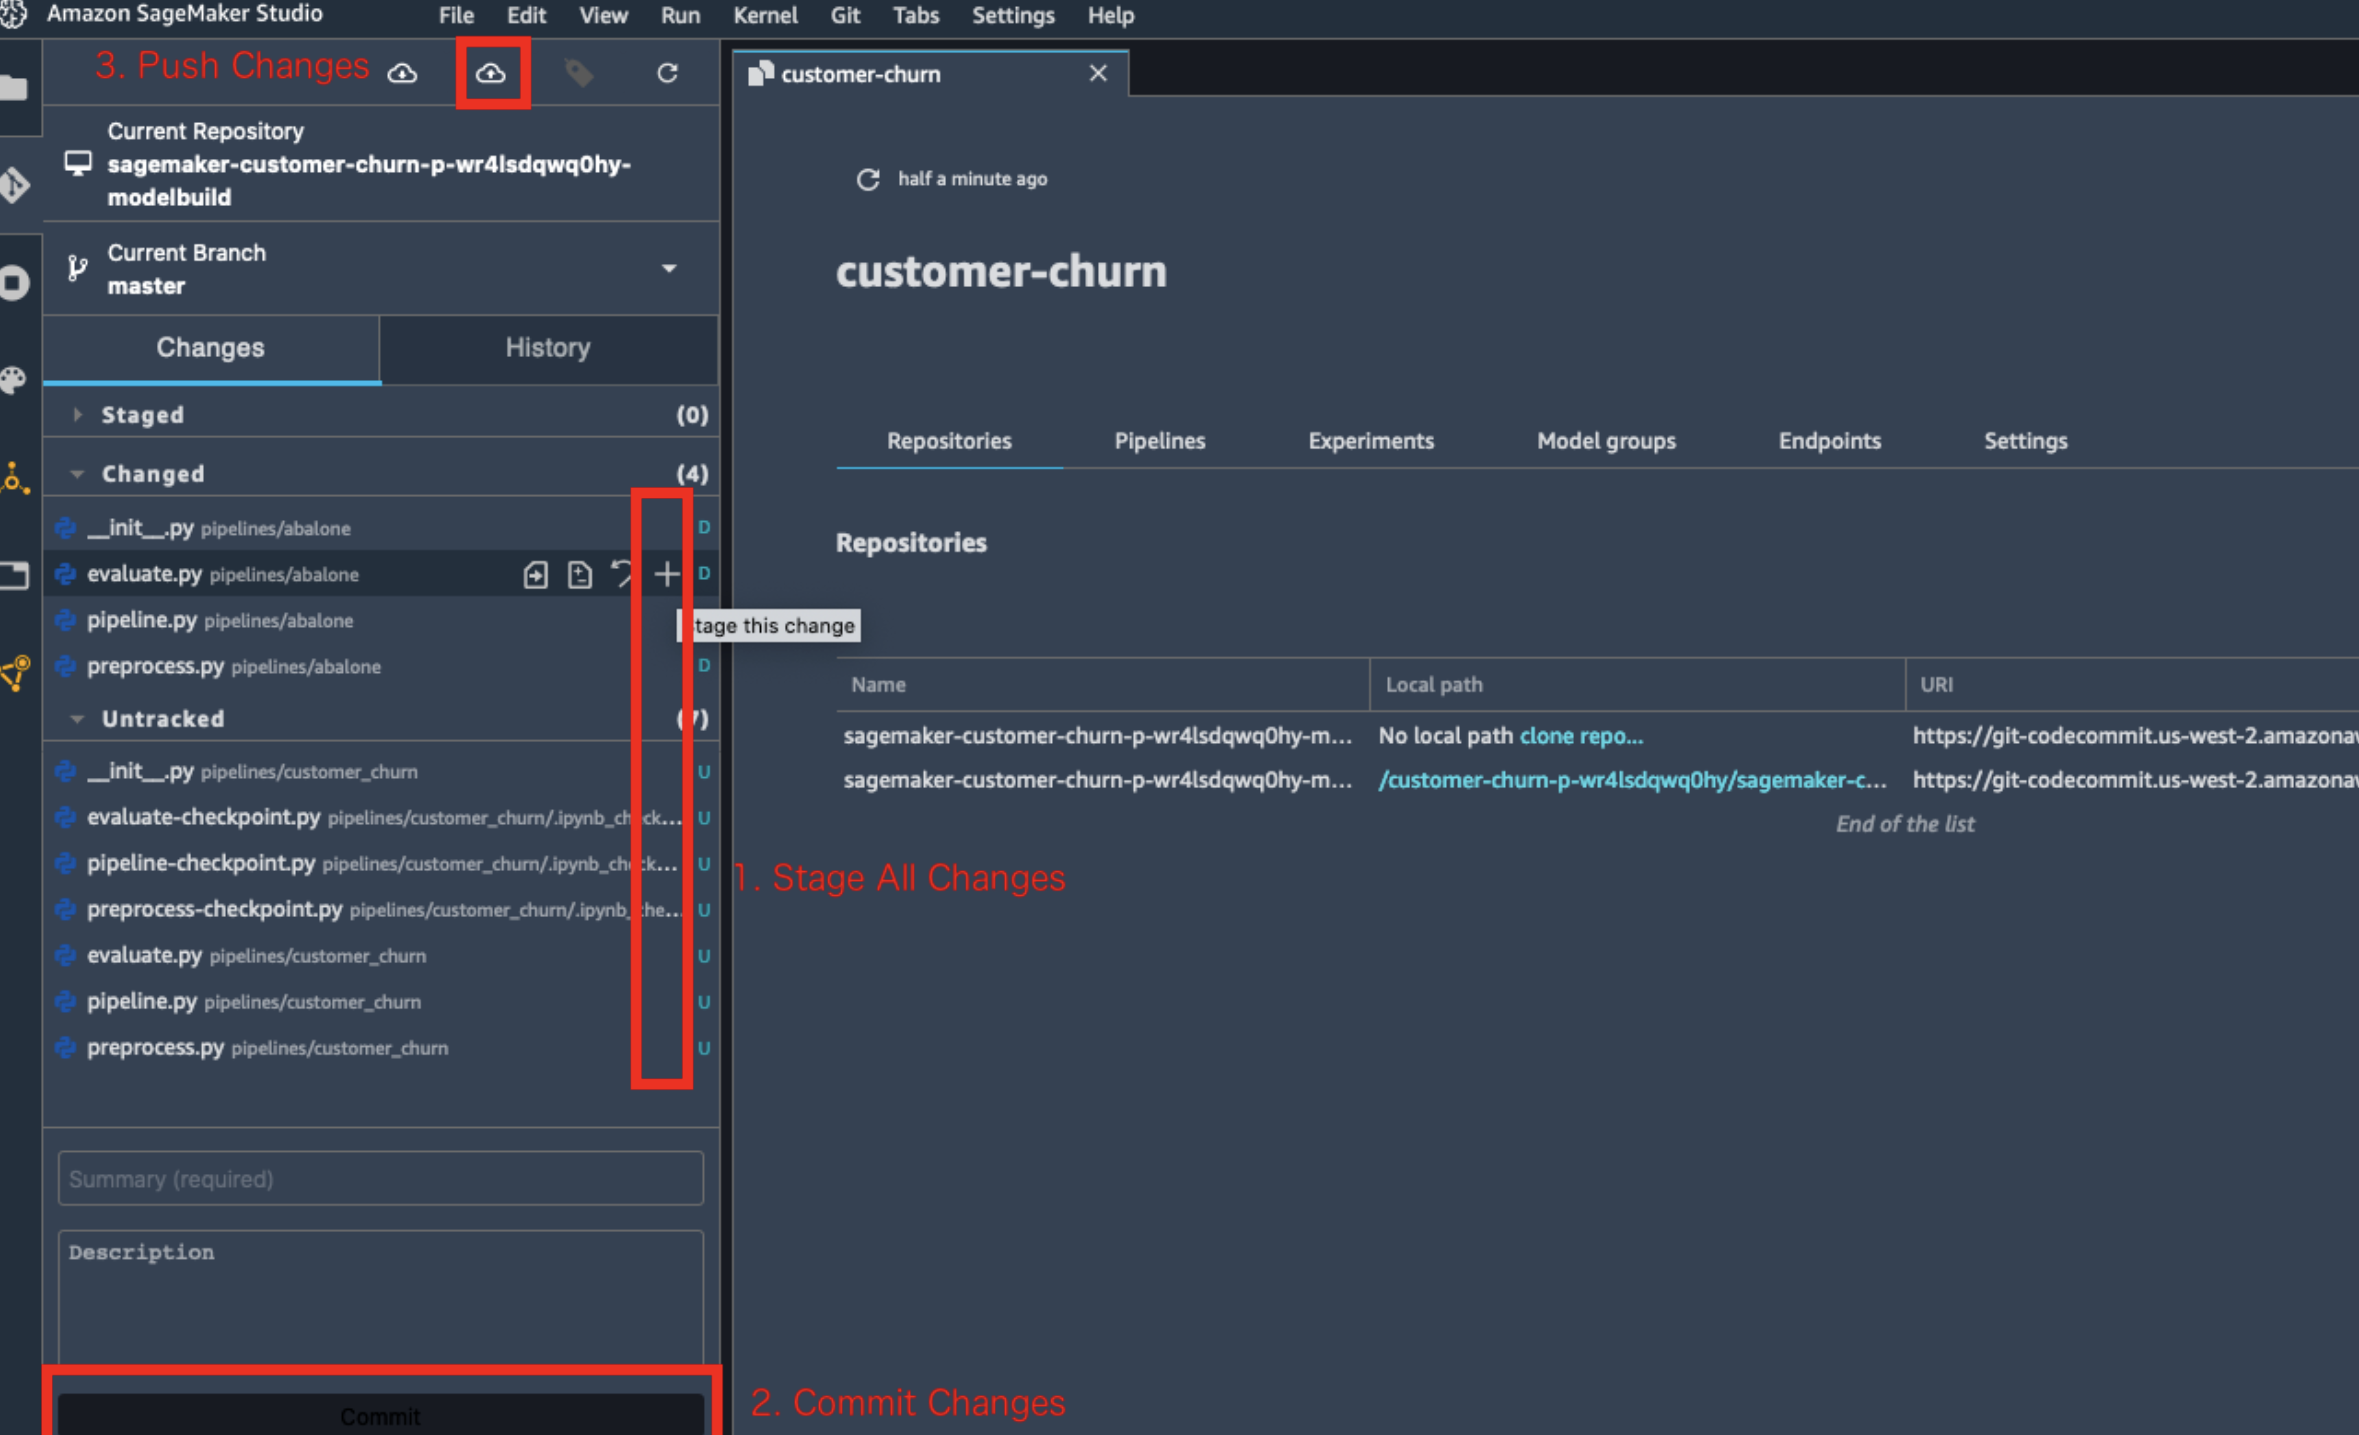 Amazon SageMaker Studio File Edit View Run Kernel Git Tabs Settings Help
3. Push Changes
Current Repository
sagemaker-customer-churn-p-wr4lsdqwq0hy-
modelbuild
Current Branch
master
Changes History
Staged (0)
Changed (4)
__init__.py pipelines/abalone D
evaluate.py pipelines/abalone D
pipeline.py pipelines/abalone
tage this change
preprocess.py pipelines/abalone D
Untracked (7)
__init__.py pipelines/customer_churn U
evaluate-checkpoint.py pipelines/customer_churn/.ipynb_check... U
pipeline-checkpoint.py pipelines/customer_churn/.ipynb_check... U
preprocess-checkpoint.py pipelines/customer_churn/.ipynb_che... U
evaluate.py pipelines/customer_churn U
pipeline.py pipelines/customer_churn U
preprocess.py pipelines/customer_churn U
Summary (required)
Description
Commit
customer-churn
half a minute ago
customer-churn
Repositories Pipelines Experiments Model groups Endpoints Settings
Repositories
Name Local path URI
sagemaker-customer-churn-p-wr4lsdqwq0hy-m... No local path clone repo... https://git-codecommit.us-west-2.amazonaw
sagemaker-customer-churn-p-wr4lsdqwq0hy-m... /customer-churn-p-wr4lsdqwq0hy/sagemaker-c... https://git-codecommit.us-west-2.amazonaw
End of the list
1. Stage All Changes
2. Commit Changes